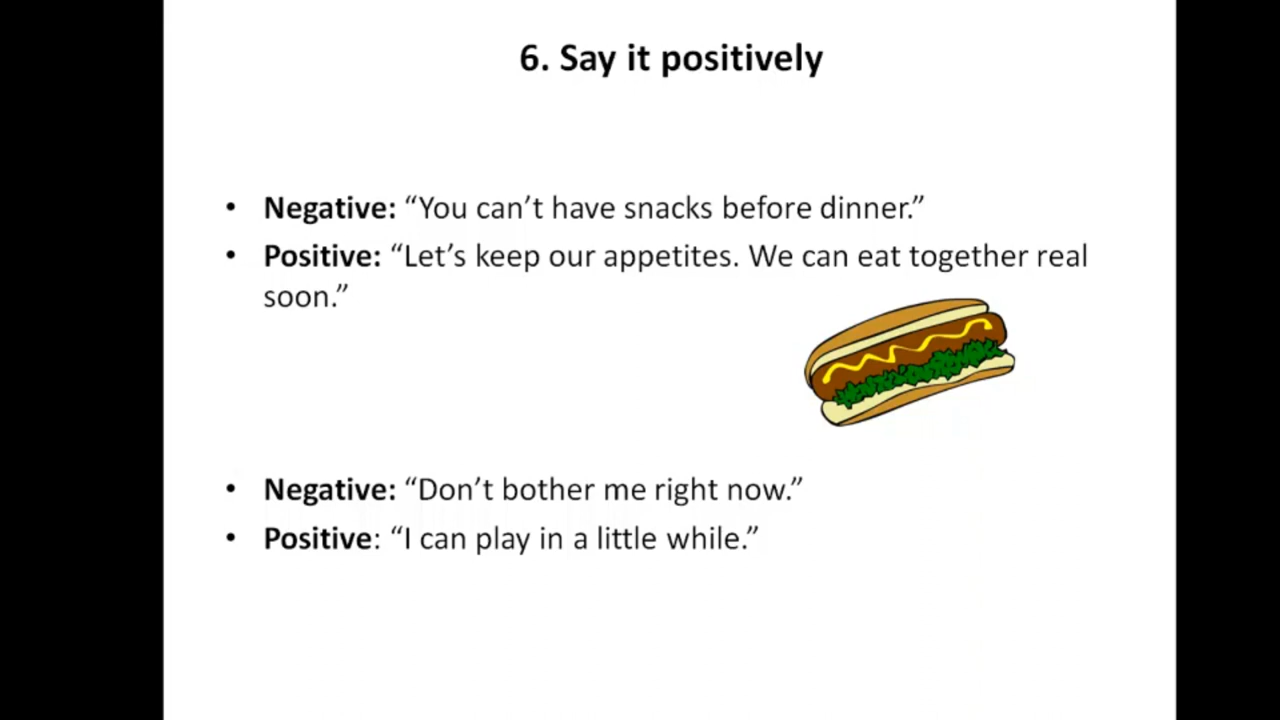 6. Say it positively
• Negative: “You can’t have snacks before dinner.”
• Positive: “Let’s keep our appetites. We can eat together real
soon.”
• Negative: “Don’t bother me right now.”
• Positive: “I can play in a little while.”